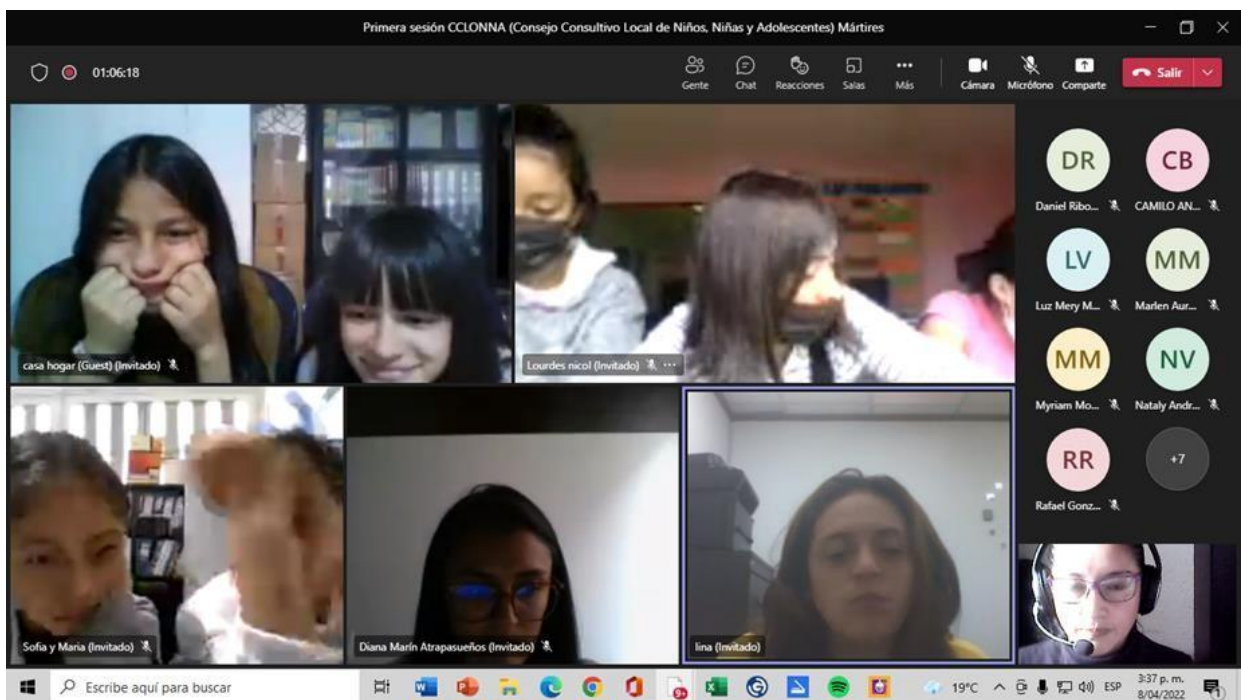 Primera sesión CCLONNA (Consejo Consultivo Local de Niños, Niñas y Adolescentes) Mártires
01:06:18
Gente
Chat
Reacciones
Salas
Más
Cámara
Micrófono
Comparte
Salir
casa hogar (Guest) (Invitado)
Lourdes nicol (Invitado)
DR
CB
Daniel Ribo...
CAMILO AN...
LV
MM
Luz Mery M...
Marlen Aur...
MM
NV
Myriam Mo...
Nataly Andr...
RR
+7
Rafael Gonz...
Sofia y Maria (Invitado)
Diana Marín Atrapasueños (Invitado)
lina (Invitado)
Escribe aquí para buscar
9+
19°C
ESP
3:37 p. m.
8/04/2022